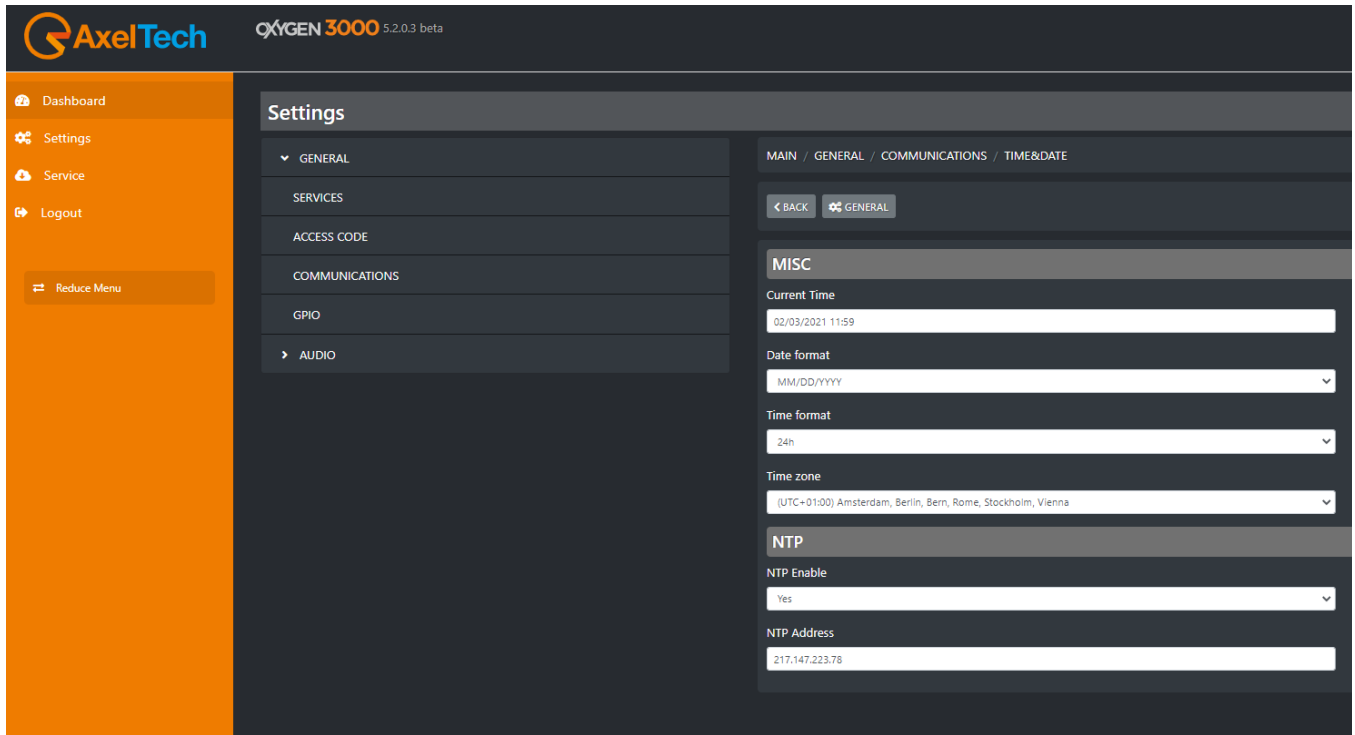 AxelTech
OXYGEN 3000 5.2.0.3 beta
Dashboard
Settings
Service
Logout
Reduce Menu
Settings
GENERAL
SERVICES
ACCESS CODE
COMMUNICATIONS
GPIO
AUDIO
MAIN / GENERAL / COMMUNICATIONS / TIME&DATE
BACK GENERAL
MISC
Current Time
02/03/2021 11:59
Date format
MM/DD/YYYY
Time format
24h
Time zone
(UTC+01:00) Amsterdam, Berlin, Bern, Rome, Stockholm, Vienna
NTP
NTP Enable
Yes
NTP Address
217.147.223.78